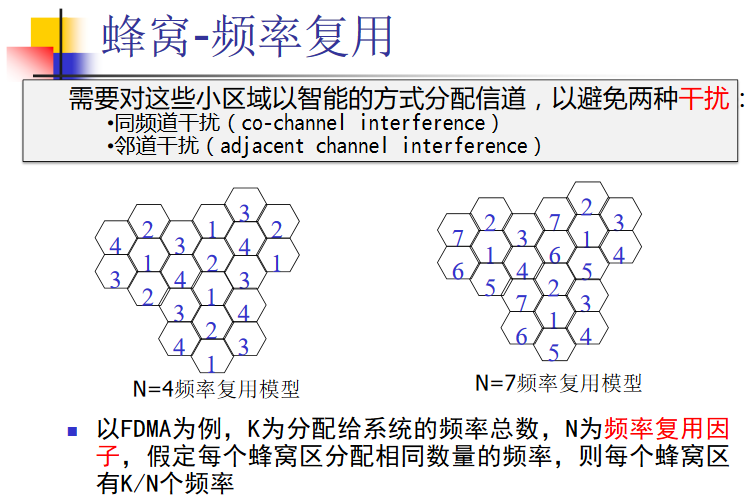 蜂窝-频率复用
需要对这些小区域以智能的方式分配信道，以避免两种干扰：
•同频道干扰（co-channel interference）
•邻道干扰（adjacent channel interference）
3
2 1 2
4 3 4
1 2 1
3 4 3
2 1
3 4
2
4 3
1
N=4频率复用模型
2
2 7 3
7 3 1
1 6 4
6 4 5
5 2
7 3
1
6 4
5
N=7频率复用模型
以FDMA为例，K为分配给系统的频率总数，N为频率复用因
子，假定每个蜂窝区分配相同数量的频率，则每个蜂窝区
有K/N个频率